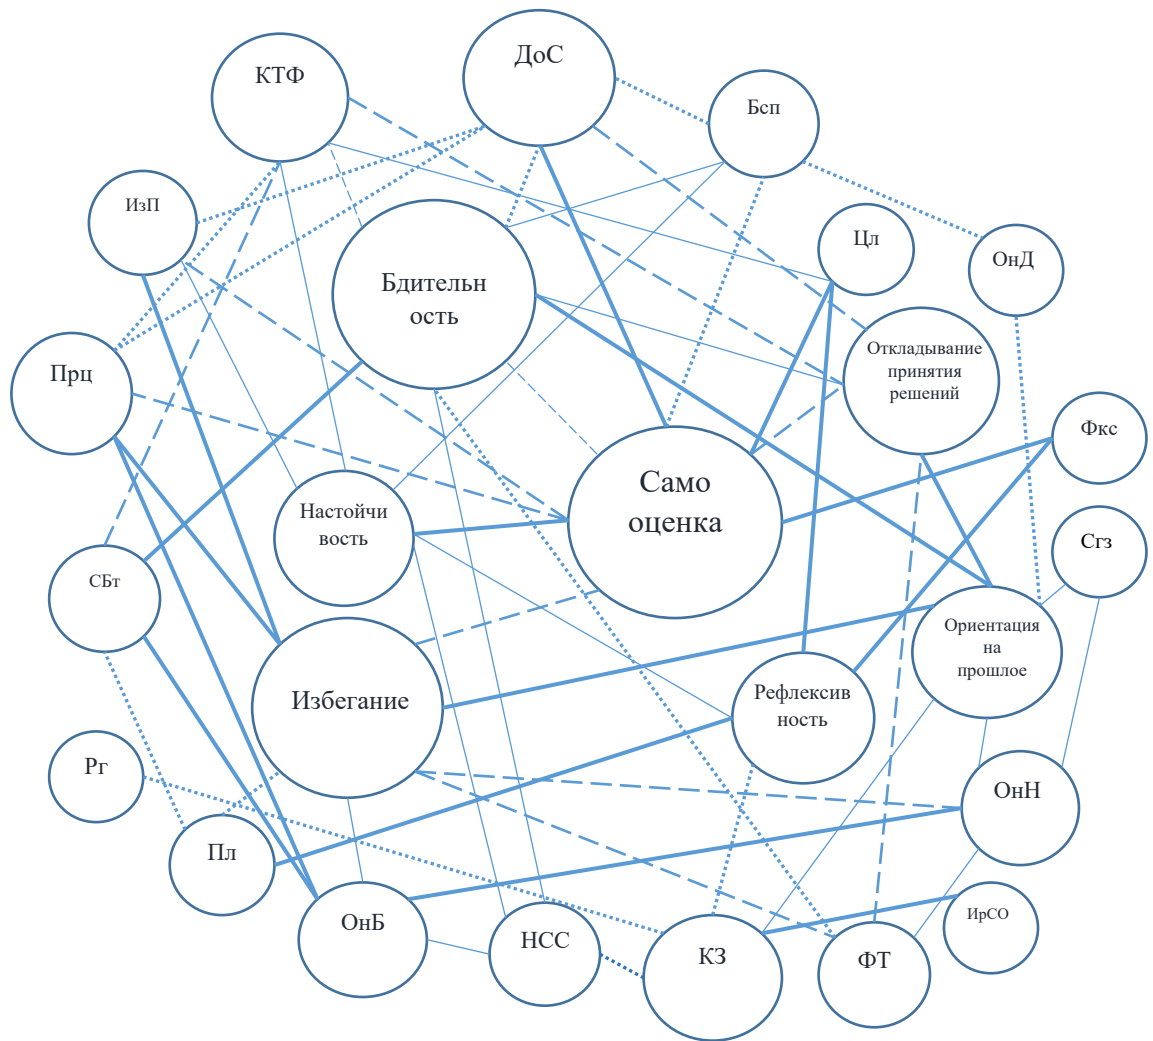 ДоС
КТФ
Бсп
ИзП
Цл
ОнД
Бдительн
ость
Откладывание
принятия
решений
Прц
Фкс
Само
оценка
Настойчи
вость
Сгз
СБт
Ориентация
на
прошлое
Избегание
Рефлексив
ность
Рг
ОнН
Пл
ОнБ
НСС
КЗ
ФТ
ИрСО